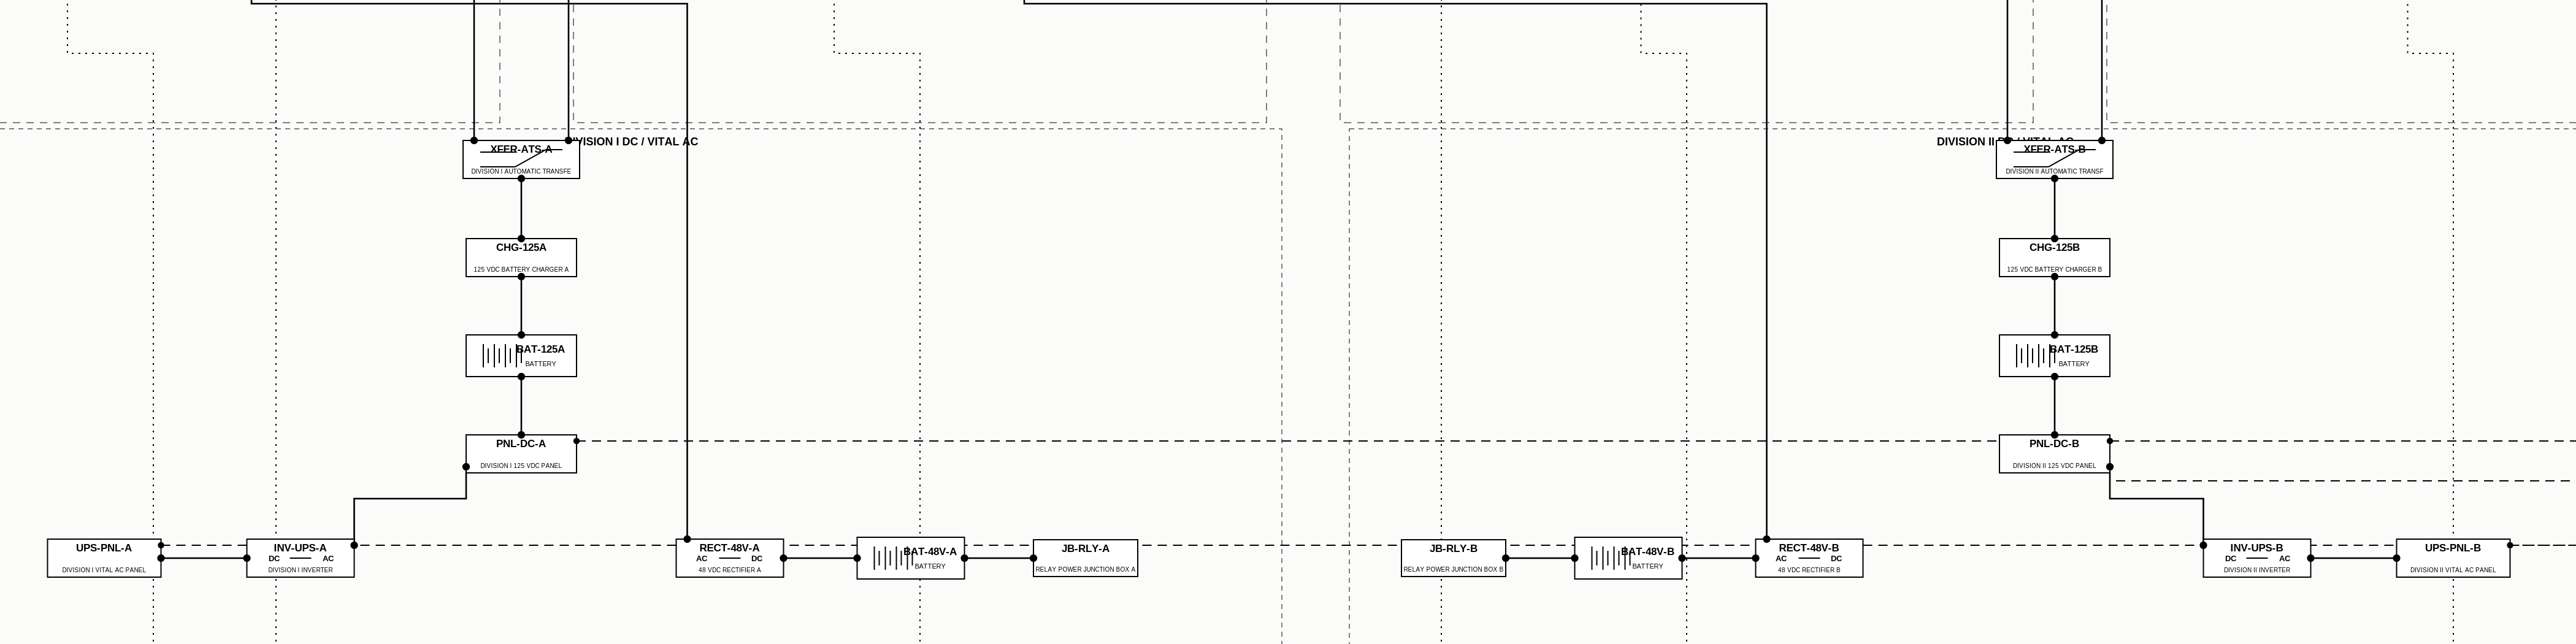 IVISION I DC / VITAL AC
DIVISION II DC / VITAL AC
XFER-ATS-A
DIVISION I AUTOMATIC TRANSFE
XFER-ATS-B
DIVISION II AUTOMATIC TRANSF
CHG-125A
125 VDC BATTERY CHARGER A
CHG-125B
125 VDC BATTERY CHARGER B
BAT-125A
BATTERY
BAT-125B
BATTERY
PNL-DC-A
DIVISION I 125 VDC PANEL
PNL-DC-B
DIVISION II 125 VDC PANEL
UPS-PNL-A
DIVISION I VITAL AC PANEL
INV-UPS-A
DC AC
DIVISION I INVERTER
RECT-48V-A
AC DC
48 VDC RECTIFIER A
BAT-48V-A
BATTERY
JB-RLY-A
RELAY POWER JUNCTION BOX A
JB-RLY-B
RELAY POWER JUNCTION BOX B
BAT-48V-B
BATTERY
RECT-48V-B
AC DC
48 VDC RECTIFIER B
INV-UPS-B
DC AC
DIVISION II INVERTER
UPS-PNL-B
DIVISION II VITAL AC PANEL